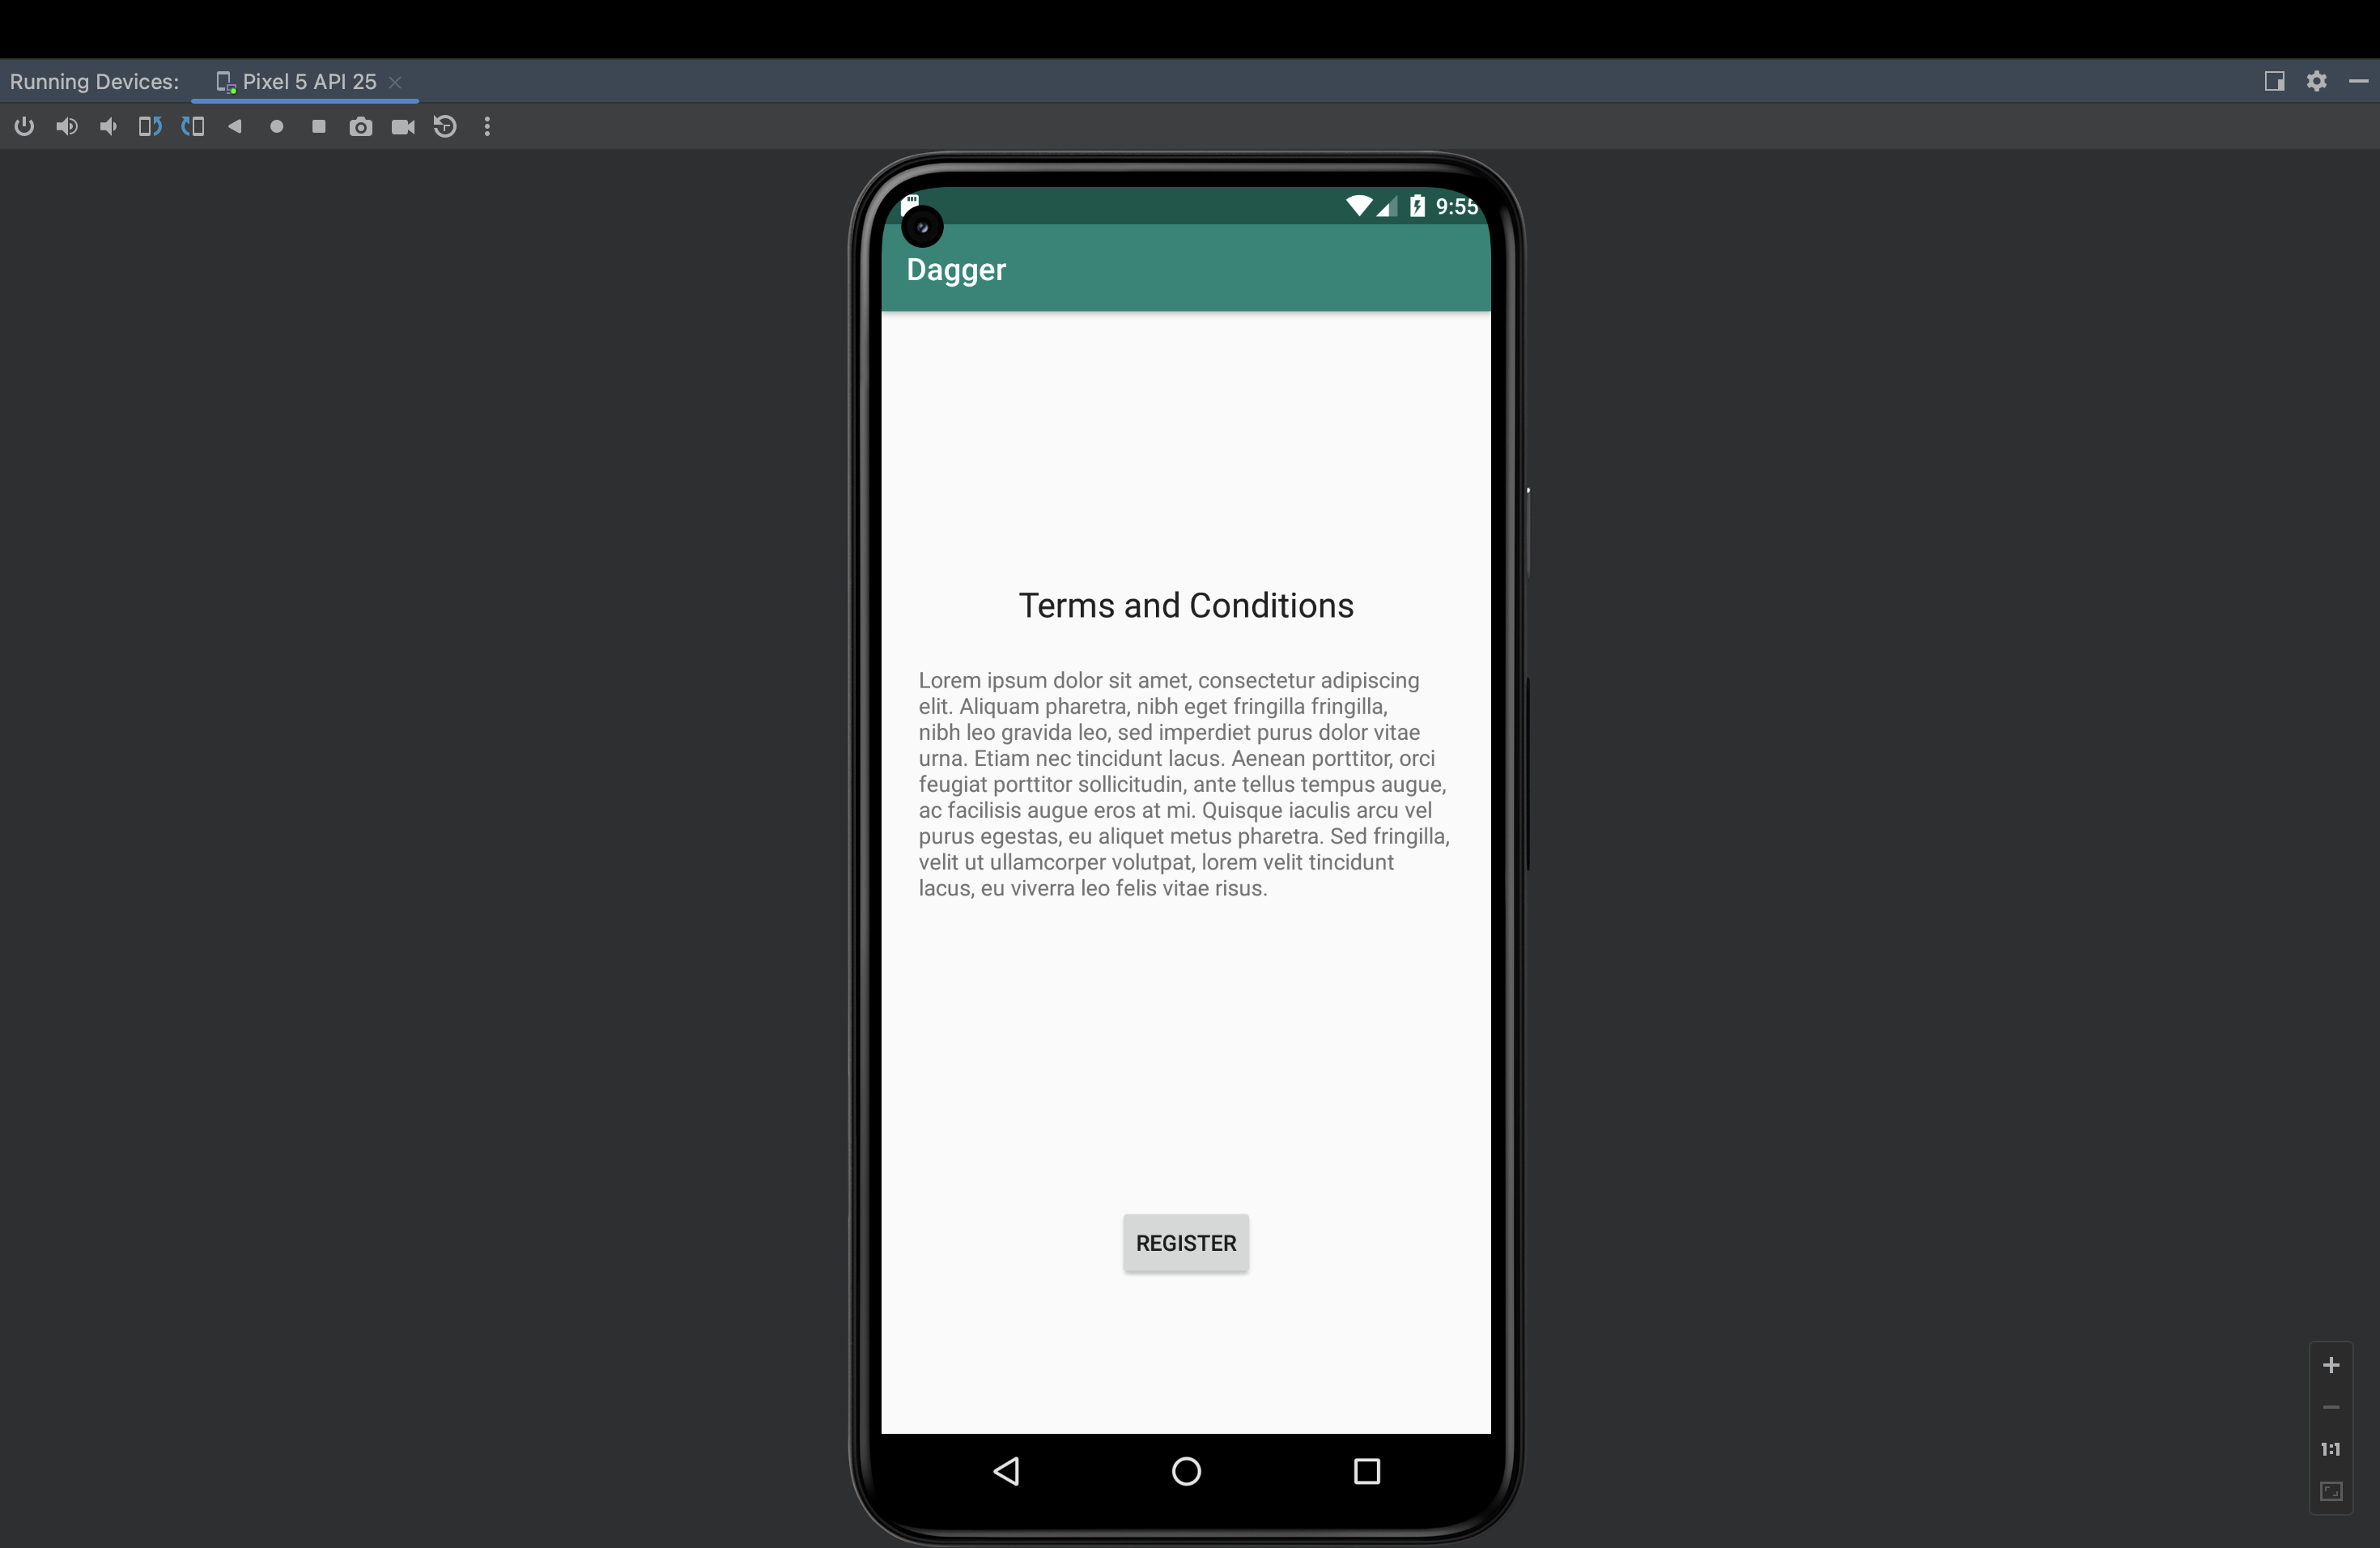 Running Devices: Pixel 5 API 25
9:55
Dagger
Terms and Conditions
Lorem ipsum dolor sit amet, consectetur adipiscing
elit. Aliquam pharetra, nibh eget fringilla fringilla,
nibh leo gravida leo, sed imperdiet purus dolor vitae
urna. Etiam nec tincidunt lacus. Aenean porttitor, orci
feugiat porttitor sollicitudin, ante tellus tempus augue,
ac facilisis augue eros at mi. Quisque iaculis arcu vel
purus egestas, eu aliquet metus pharetra. Sed fringilla,
velit ut ullamcorper volutpat, lorem velit tincidunt
lacus, eu viverra leo felis vitae risus.
REGISTER
1:1